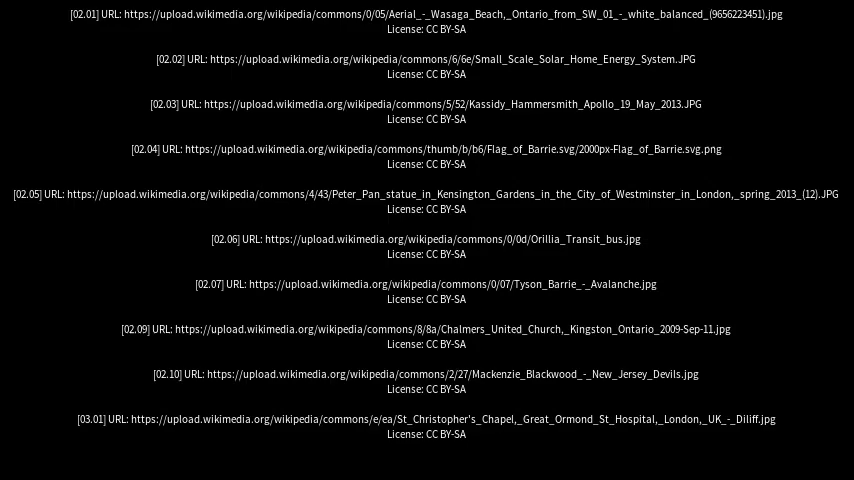 [02.01] URL: https://upload.wikimedia.org/wikipedia/commons/0/05/Aerial_-_Wasaga_Beach,_Ontario_from_SW_01_-_white_balanced_(9656223451).jpg
License: CC BY-SA
[02.02] URL: https://upload.wikimedia.org/wikipedia/commons/6/6e/Small_Scale_Solar_Home_Energy_System.JPG
License: CC BY-SA
[02.03] URL: https://upload.wikimedia.org/wikipedia/commons/5/52/Kassidy_Hammersmith_Apollo_19_May_2013.JPG
License: CC BY-SA
[02.04] URL: https://upload.wikimedia.org/wikipedia/commons/thumb/b/b6/Flag_of_Barrie.svg/2000px-Flag_of_Barrie.svg.png
License: CC BY-SA
[02.05] URL: https://upload.wikimedia.org/wikipedia/commons/4/43/Peter_Pan_statue_in_Kensington_Gardens_in_the_City_of_Westminster_in_London,_spring_2013_(12).JPG
License: CC BY-SA
[02.06] URL: https://upload.wikimedia.org/wikipedia/commons/0/0d/Orillia_Transit_bus.jpg
License: CC BY-SA
[02.07] URL: https://upload.wikimedia.org/wikipedia/commons/0/07/Tyson_Barrie_-_Avalanche.jpg
License: CC BY-SA
[02.09] URL: https://upload.wikimedia.org/wikipedia/commons/8/8a/Chalmers_United_Church,_Kingston_Ontario_2009-Sep-11.jpg
License: CC BY-SA
[02.10] URL: https://upload.wikimedia.org/wikipedia/commons/2/27/Mackenzie_Blackwood_-_New_Jersey_Devils.jpg
License: CC BY-SA
[03.01] URL: https://upload.wikimedia.org/wikipedia/commons/e/ea/St_Christopher's_Chapel,_Great_Ormond_St_Hospital,_London,_UK_-_Diliff.jpg
License: CC BY-SA